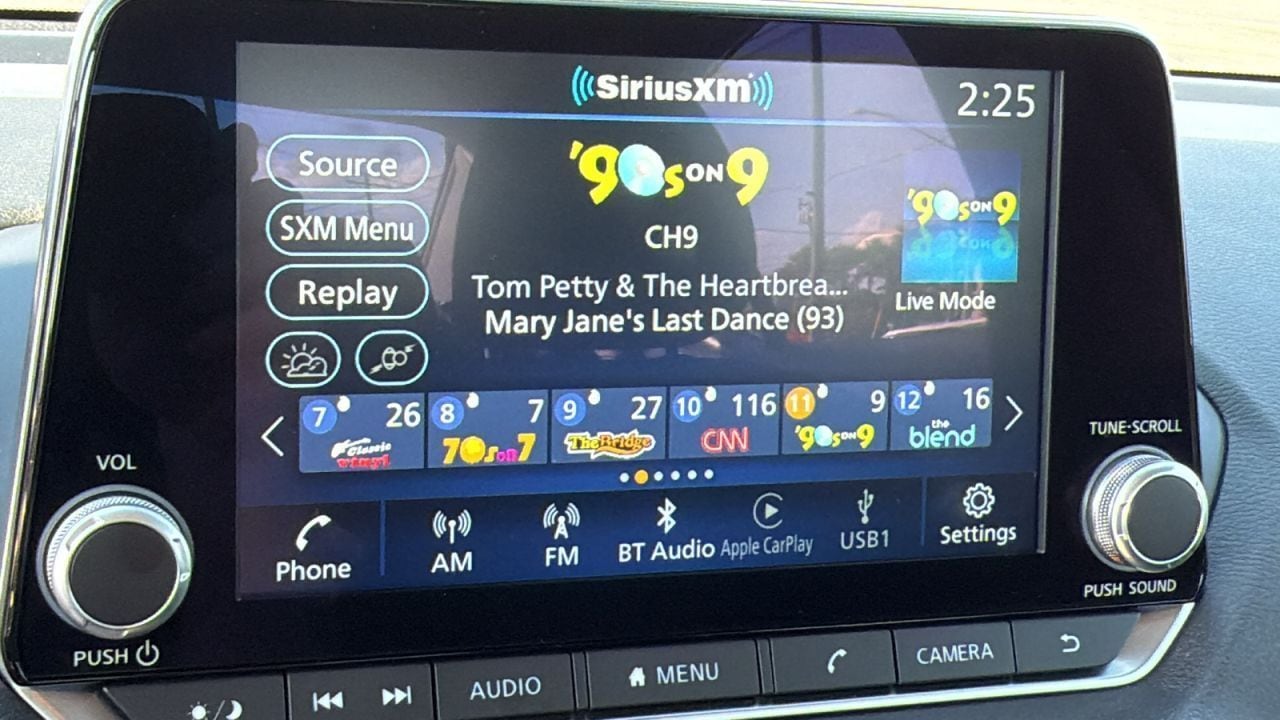 SiriusXM
2:25
Source
SXM Menu
Replay
'90s ON 9
CH9
Tom Petty & The Heartbrea...
Mary Jane's Last Dance (93)
'90s ON 9
Live Mode
7 26
Classic Vinyl
8 7
70s on 7
9 27
The Bridge
10 116
CNN
11 9
'90s ON 9
12 16
the blend
Phone
AM
FM
BT Audio
Apple CarPlay
USB1
Settings
VOL
PUSH
TUNE·SCROLL
PUSH SOUND
AUDIO
MENU
CAMERA